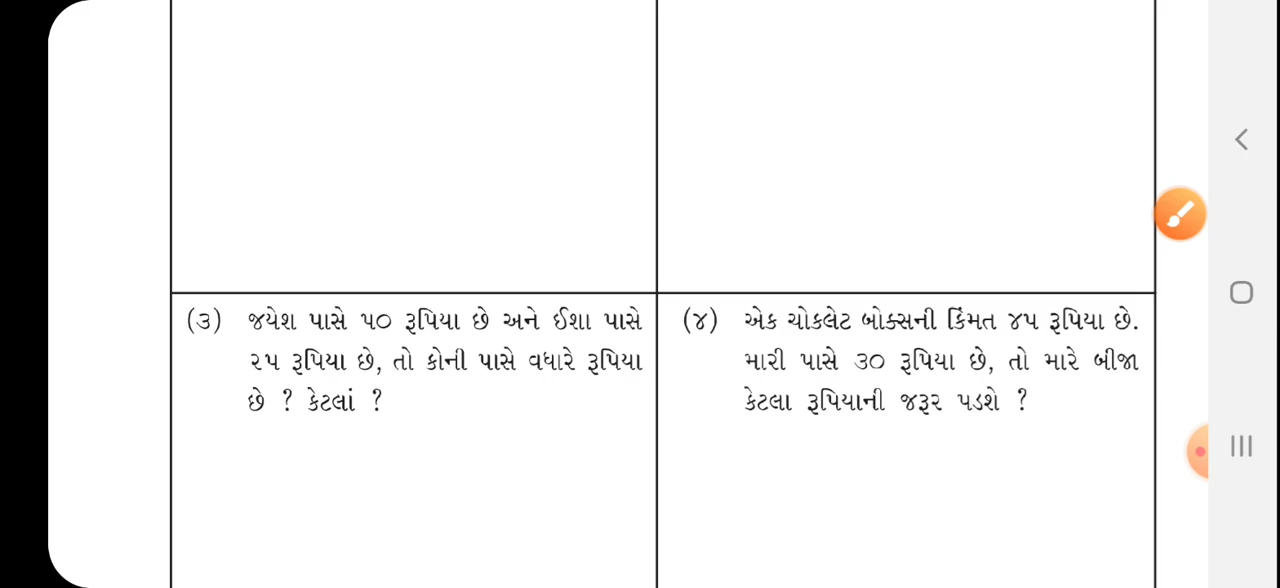 (૩) જયેશ પાસે ૫૦ રૂપિયા છે અને ઈશા પાસે
૨૫ રૂપિયા છે, તો કોની પાસે વધારે રૂપિયા
છે ? કેટલાં ?
(૪) એક ચોકલેટ બોક્સની કિંમત ૪૫ રૂપિયા છે.
મારી પાસે ૩૦ રૂપિયા છે, તો મારે બીજા
કેટલા રૂપિયાની જરૂર પડશે ?